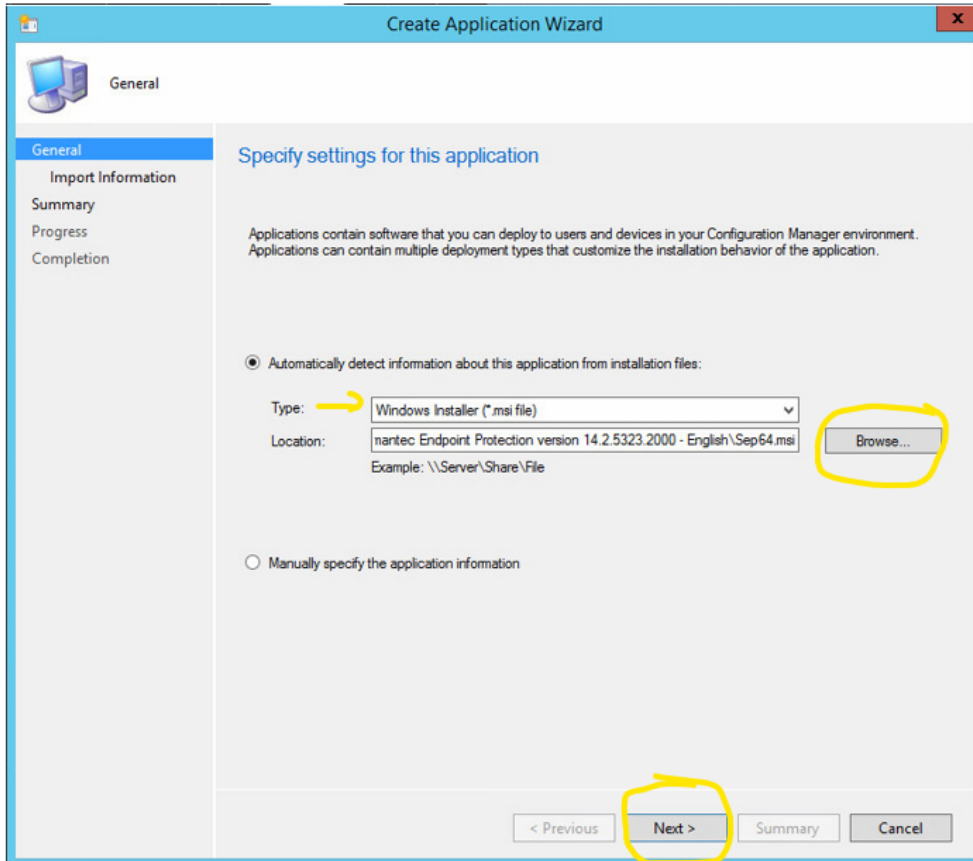 Create Application Wizard
x
General
General
Import Information
Summary
Progress
Completion
Specify settings for this application
Applications contain software that you can deploy to users and devices in your Configuration Manager environment.
Applications can contain multiple deployment types that customize the installation behavior of the application.
Automatically detect information about this application from installation files:
Type: Windows Installer (*.msi file)
Location: nantec Endpoint Protection version 14.2.5323.2000 - English\Sep64.msi Browse...
Example: \\Server\Share\File
Manually specify the application information
< Previous Next > Summary Cancel